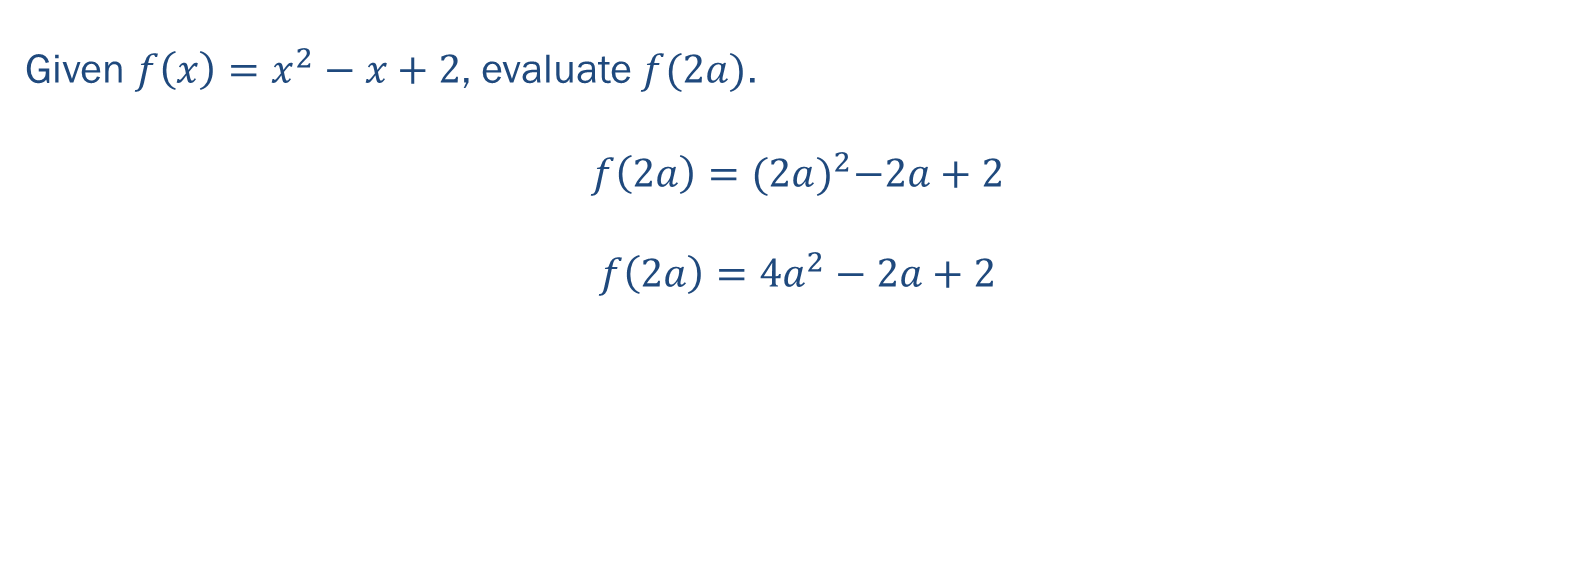 Given f(x) = x² − x + 2, evaluate f(2a).
f(2a) = (2a)²−2a + 2
f(2a) = 4a² − 2a + 2